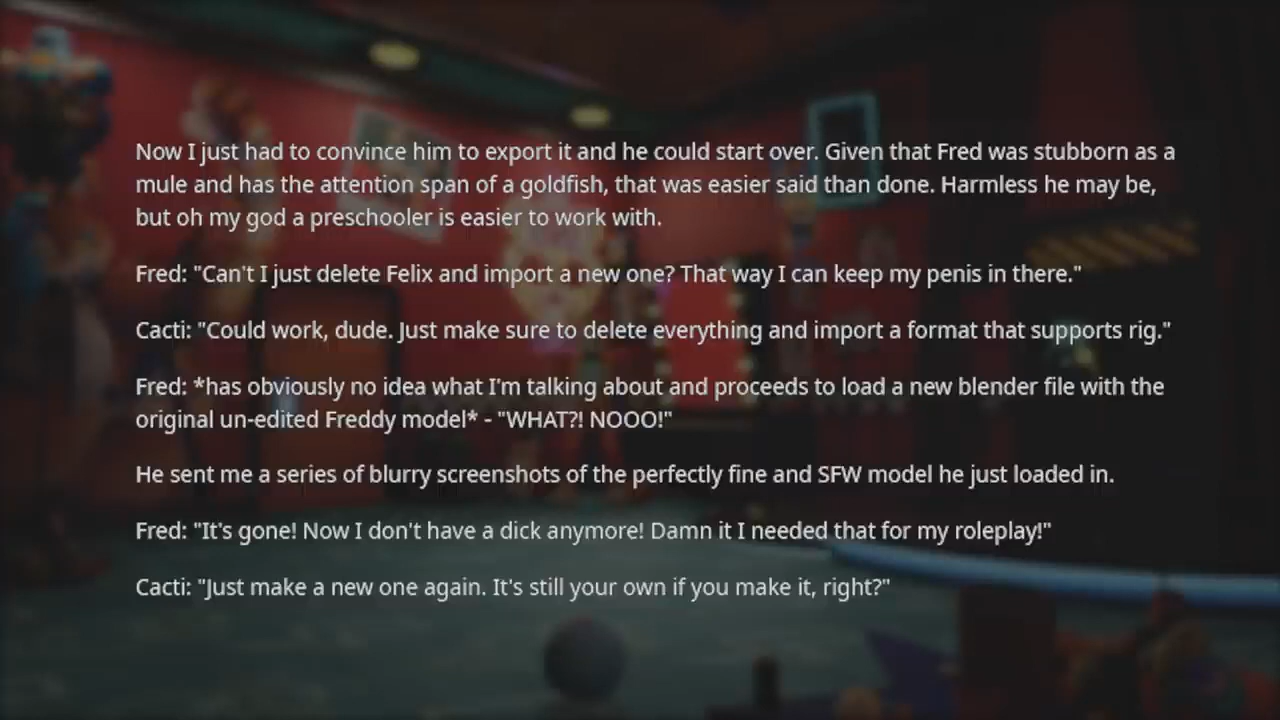 Now I just had to convince him to export it and he could start over. Given that Fred was stubborn as a
mule and has the attention span of a goldfish, that was easier said than done. Harmless he may be,
but oh my god a preschooler is easier to work with.
Fred: "Can't I just delete Felix and import a new one? That way I can keep my penis in there."
Cacti: "Could work, dude. Just make sure to delete everything and import a format that supports rig."
Fred: *has obviously no idea what I'm talking about and proceeds to load a new blender file with the
original un-edited Freddy model* - "WHAT?! NOOO!"
He sent me a series of blurry screenshots of the perfectly fine and SFW model he just loaded in.
Fred: "It's gone! Now I don't have a dick anymore! Damn it I needed that for my roleplay!"
Cacti: "Just make a new one again. It's still your own if you make it, right?"